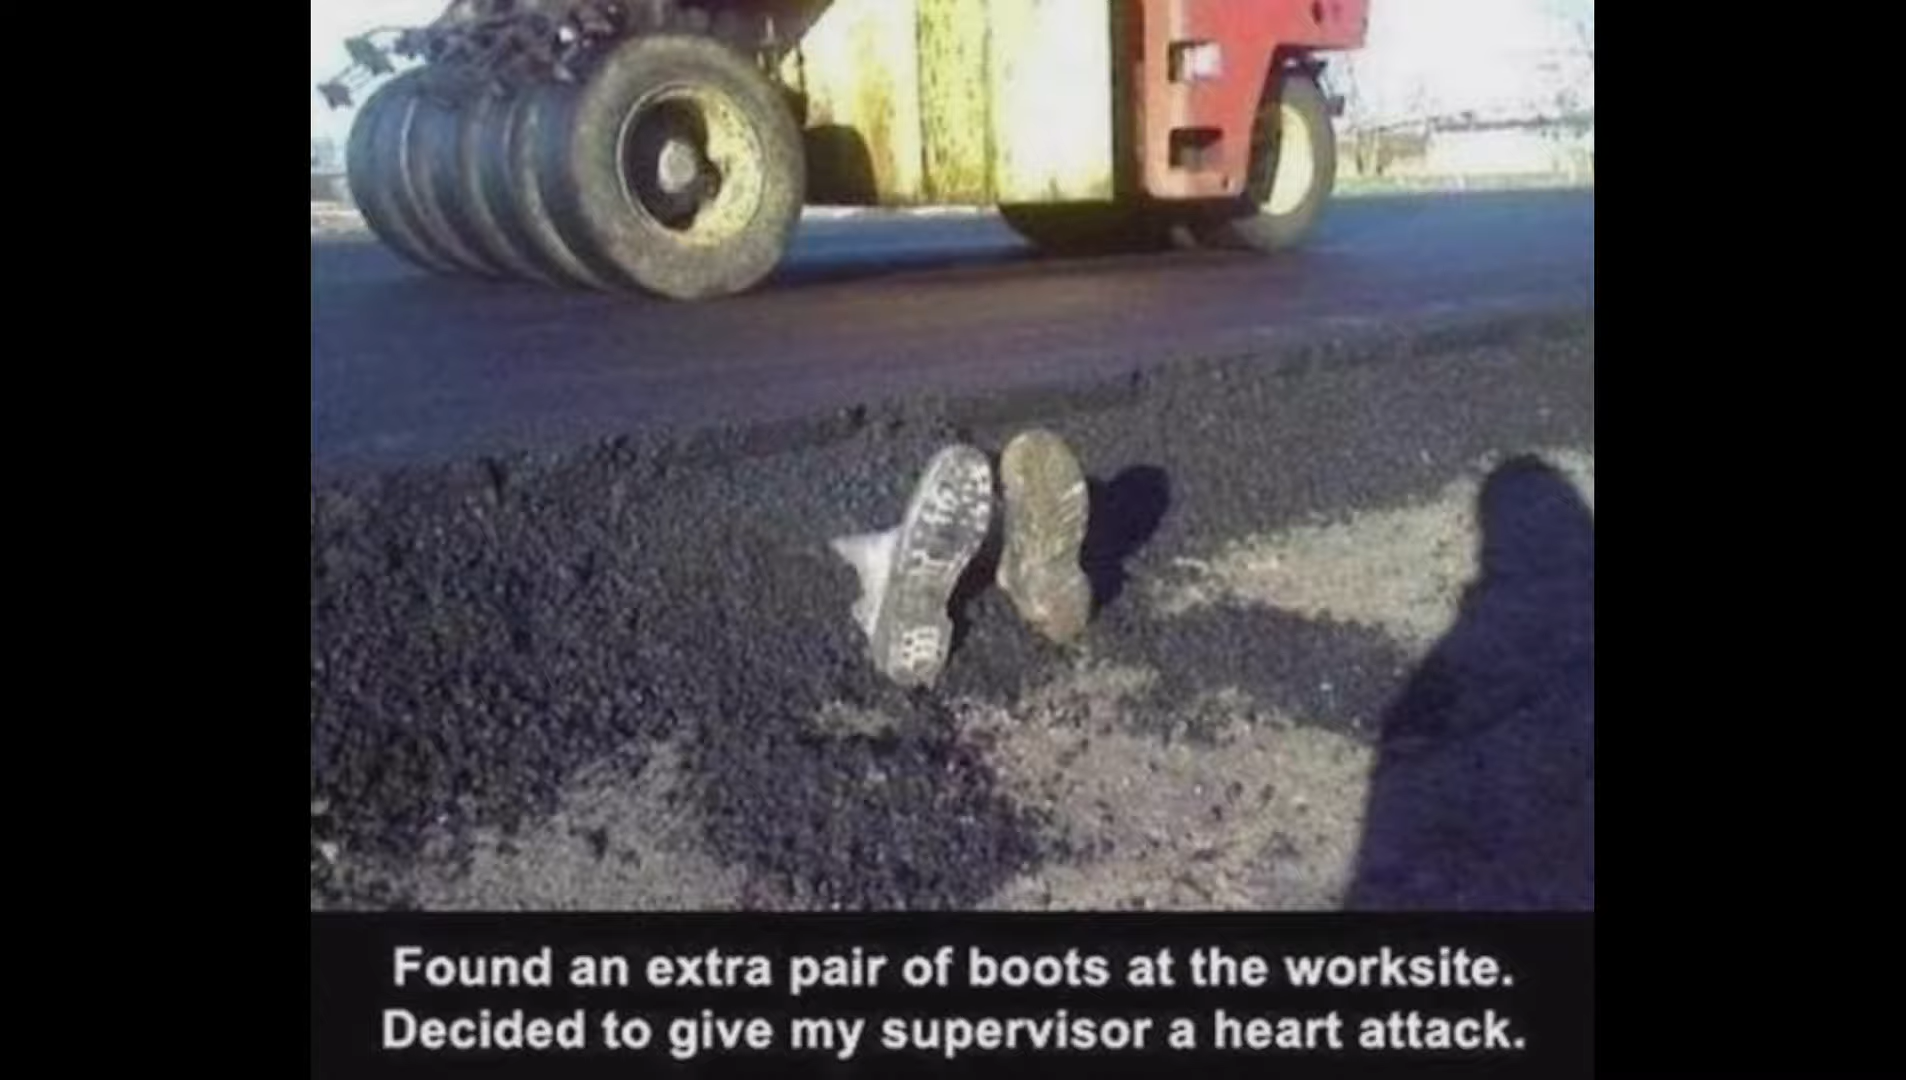 Found an extra pair of boots at the worksite.
Decided to give my supervisor a heart attack.